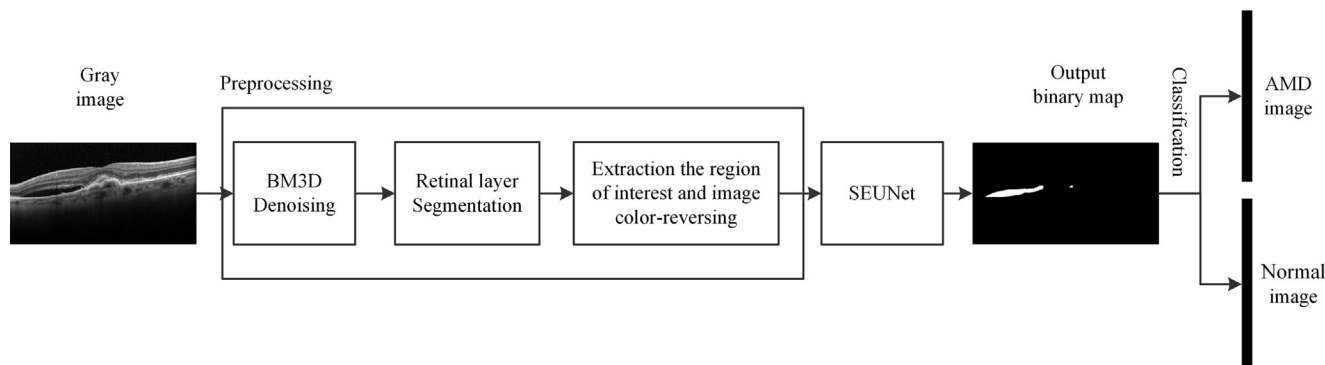 Gray
image
Preprocessing
BM3D
Denoising
Retinal layer
Segmentation
Extraction the region
of interest and image
color-reversing
SEUNet
Output
binary map
Classification
AMD
image
Normal
image